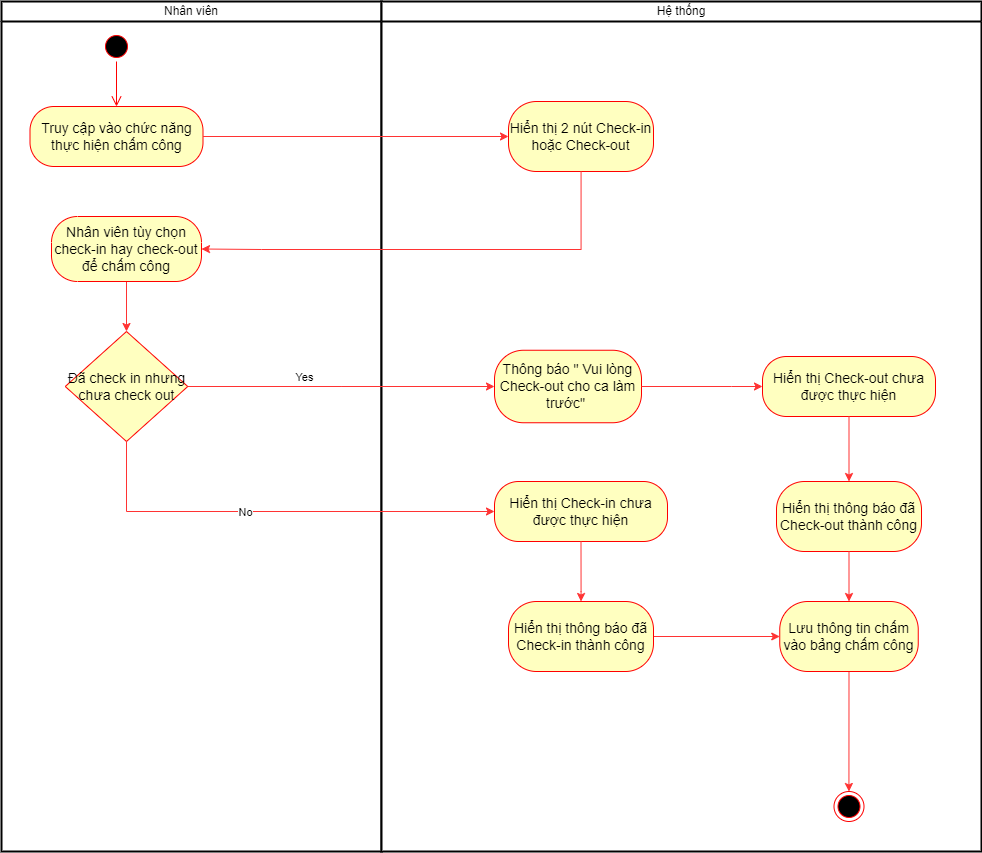 Nhân viên
Hệ thống
Truy cập vào chức năng
thực hiện chấm công
Hiển thị 2 nút Check-in
hoặc Check-out
Nhân viên tùy chọn
check-in hay check-out
để chấm công
Đã check in nhưng
chưa check out
Yes
Thông báo " Vui lòng
Check-out cho ca làm
trước"
Hiển thị Check-out chưa
được thực hiện
No
Hiển thị Check-in chưa
được thực hiện
Hiển thị thông báo đã
Check-out thành công
Hiển thị thông báo đã
Check-in thành công
Lưu thông tin chấm
vào bảng chấm công